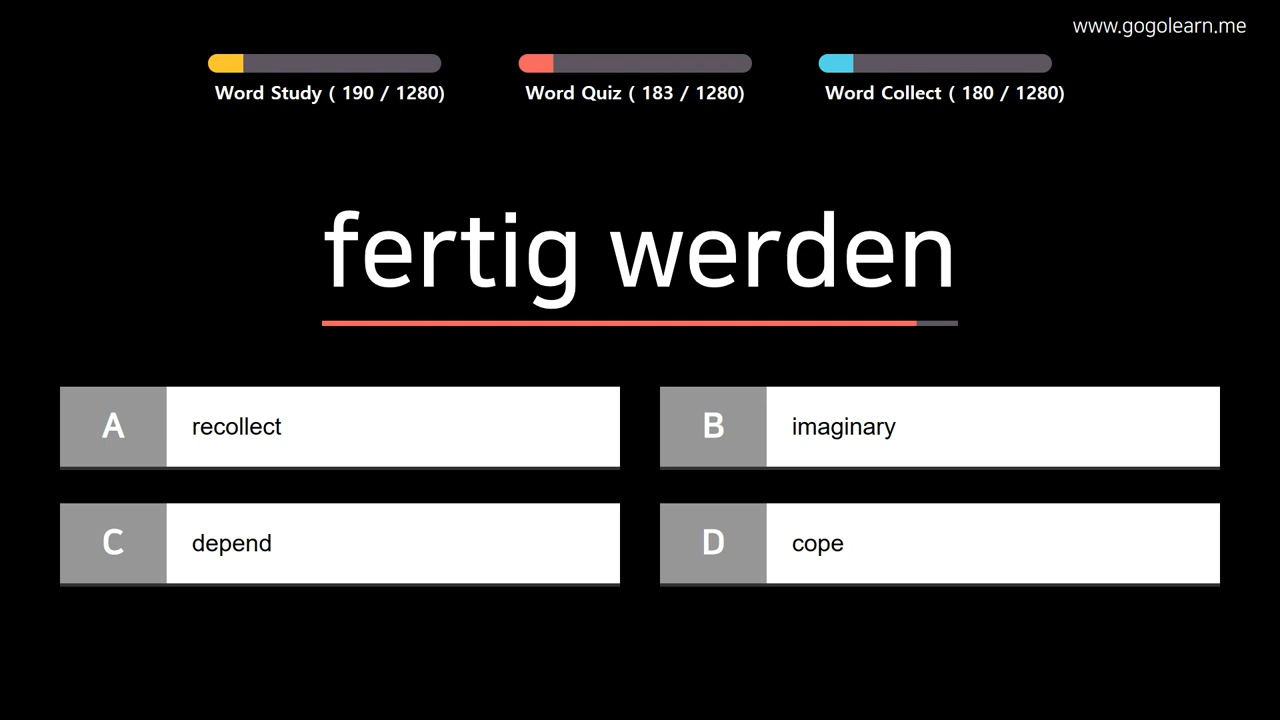 www.gogolearn.me
Word Study ( 190 / 1280)
Word Quiz ( 183 / 1280)
Word Collect ( 180 / 1280)
fertig werden
A
recollect
B
imaginary
C
depend
D
cope